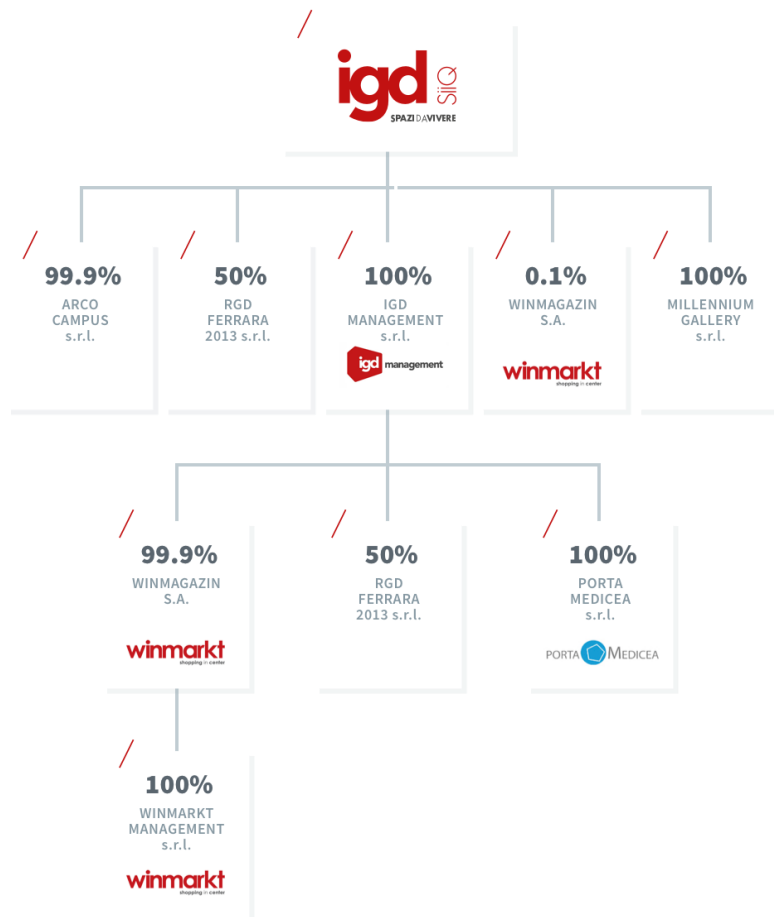 igd SIIQ
SPAZI DA VIVERE
99.9%
ARCO
CAMPUS
s.r.l.
50%
RGD
FERRARA
2013 s.r.l.
100%
IGD
MANAGEMENT
s.r.l.
igd management
0.1%
WINMAGAZIN
S.A.
winmarkt
shopping in center
100%
MILLENNIUM
GALLERY
s.r.l.
99.9%
WINMAGAZIN
S.A.
winmarkt
shopping in center
50%
RGD
FERRARA
2013 s.r.l.
100%
PORTA
MEDICEA
s.r.l.
PORTA MEDICEA
100%
WINMARKT
MANAGEMENT
s.r.l.
winmarkt
shopping in center